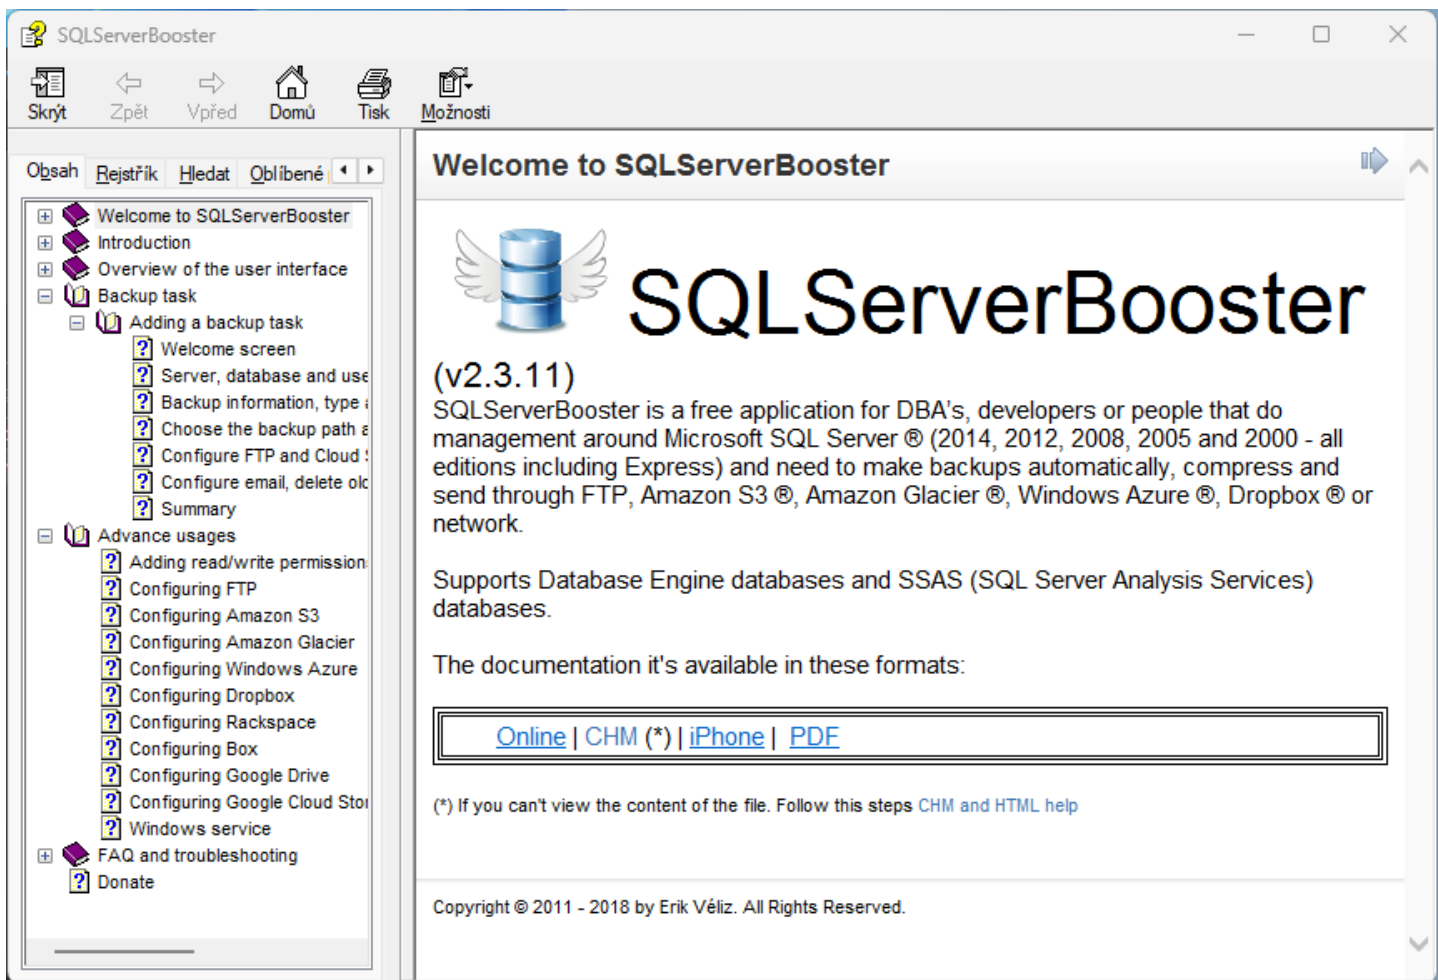 SQLServerBooster
Skrýt
Zpět
Vpřed
Domů
Tisk
Možnosti
Obsah
Rejstřík
Hledat
Oblíbené
Welcome to SQLServerBooster
Introduction
Overview of the user interface
Backup task
Adding a backup task
Welcome screen
Server, database and use
Backup information, type
Choose the backup path
Configure FTP and Cloud
Configure email, delete old
Summary
Advance usages
Adding read/write permission
Configuring FTP
Configuring Amazon S3
Configuring Amazon Glacier
Configuring Windows Azure
Configuring Dropbox
Configuring Rackspace
Configuring Box
Configuring Google Drive
Configuring Google Cloud Stor
Windows service
FAQ and troubleshooting
Donate
Welcome to SQLServerBooster
SQLServerBooster
(v2.3.11)
SQLServerBooster is a free application for DBA's, developers or people that do
management around Microsoft SQL Server ® (2014, 2012, 2008, 2005 and 2000 - all
editions including Express) and need to make backups automatically, compress and
send through FTP, Amazon S3 ®, Amazon Glacier ®, Windows Azure ®, Dropbox ® or
network.
Supports Database Engine databases and SSAS (SQL Server Analysis Services)
databases.
The documentation it's available in these formats:
Online | CHM (*) | iPhone | PDF
(*) If you can't view the content of the file. Follow this steps CHM and HTML help
Copyright © 2011 - 2018 by Erik Véliz. All Rights Reserved.